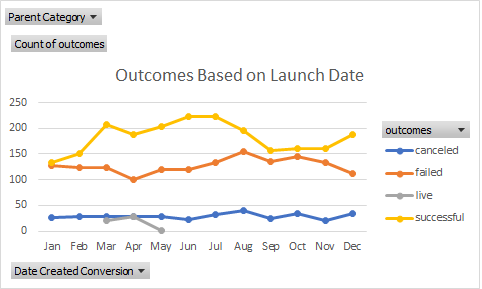 Parent Category
Count of outcomes
Outcomes Based on Launch Date
250
200
150
100
50
0
Jan Feb Mar Apr May Jun Jul Aug Sep Oct Nov Dec
outcomes
canceled
failed
live
successful
Date Created Conversion